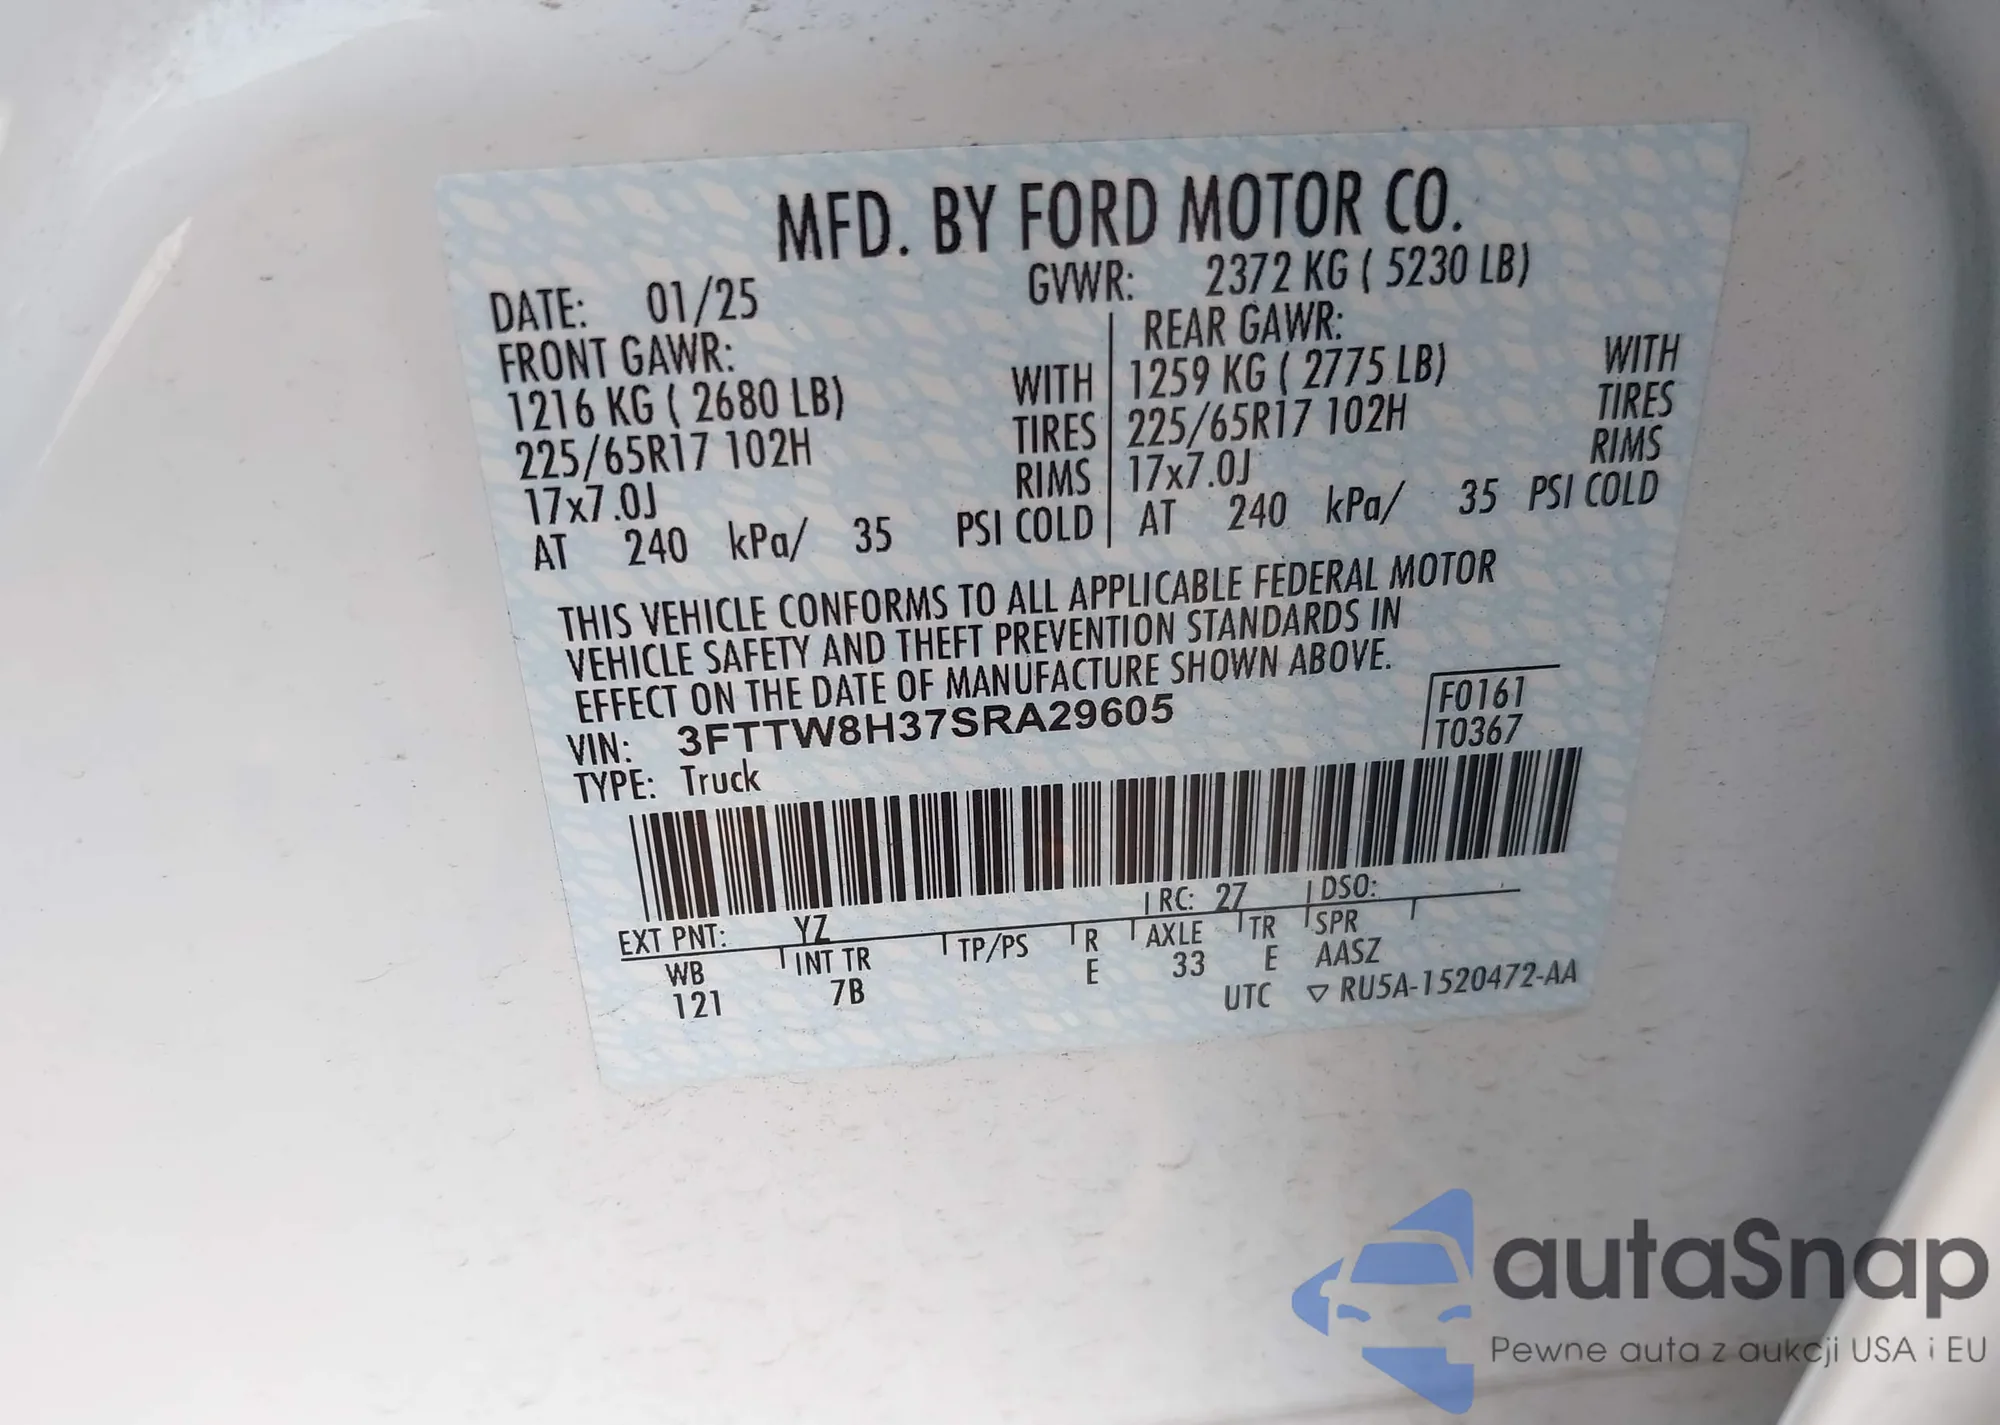 MFD. BY FORD MOTOR CO.
DATE: 01/25 GVWR: 2372 KG ( 5230 LB)
FRONT GAWR: REAR GAWR:
1216 KG ( 2680 LB) WITH 1259 KG ( 2775 LB) WITH
225/65R17 102H TIRES 225/65R17 102H TIRES
17x7.0J RIMS 17x7.0J RIMS
AT 240 kPa/ 35 PSI COLD AT 240 kPa/ 35 PSI COLD
THIS VEHICLE CONFORMS TO ALL APPLICABLE FEDERAL MOTOR
VEHICLE SAFETY AND THEFT PREVENTION STANDARDS IN
EFFECT ON THE DATE OF MANUFACTURE SHOWN ABOVE.
VIN: 3FTTW8H37SRA29605 F0161
TYPE: Truck T0367
EXT PNT: YZ RC: 27 DSO:
WB INT TR TP/PS R AXLE TR SPR
121 7B E 33 E AASZ
UTC ▽ RU5A-1520472-AA
autaSnap
Pewne auta z aukcji USA i EU